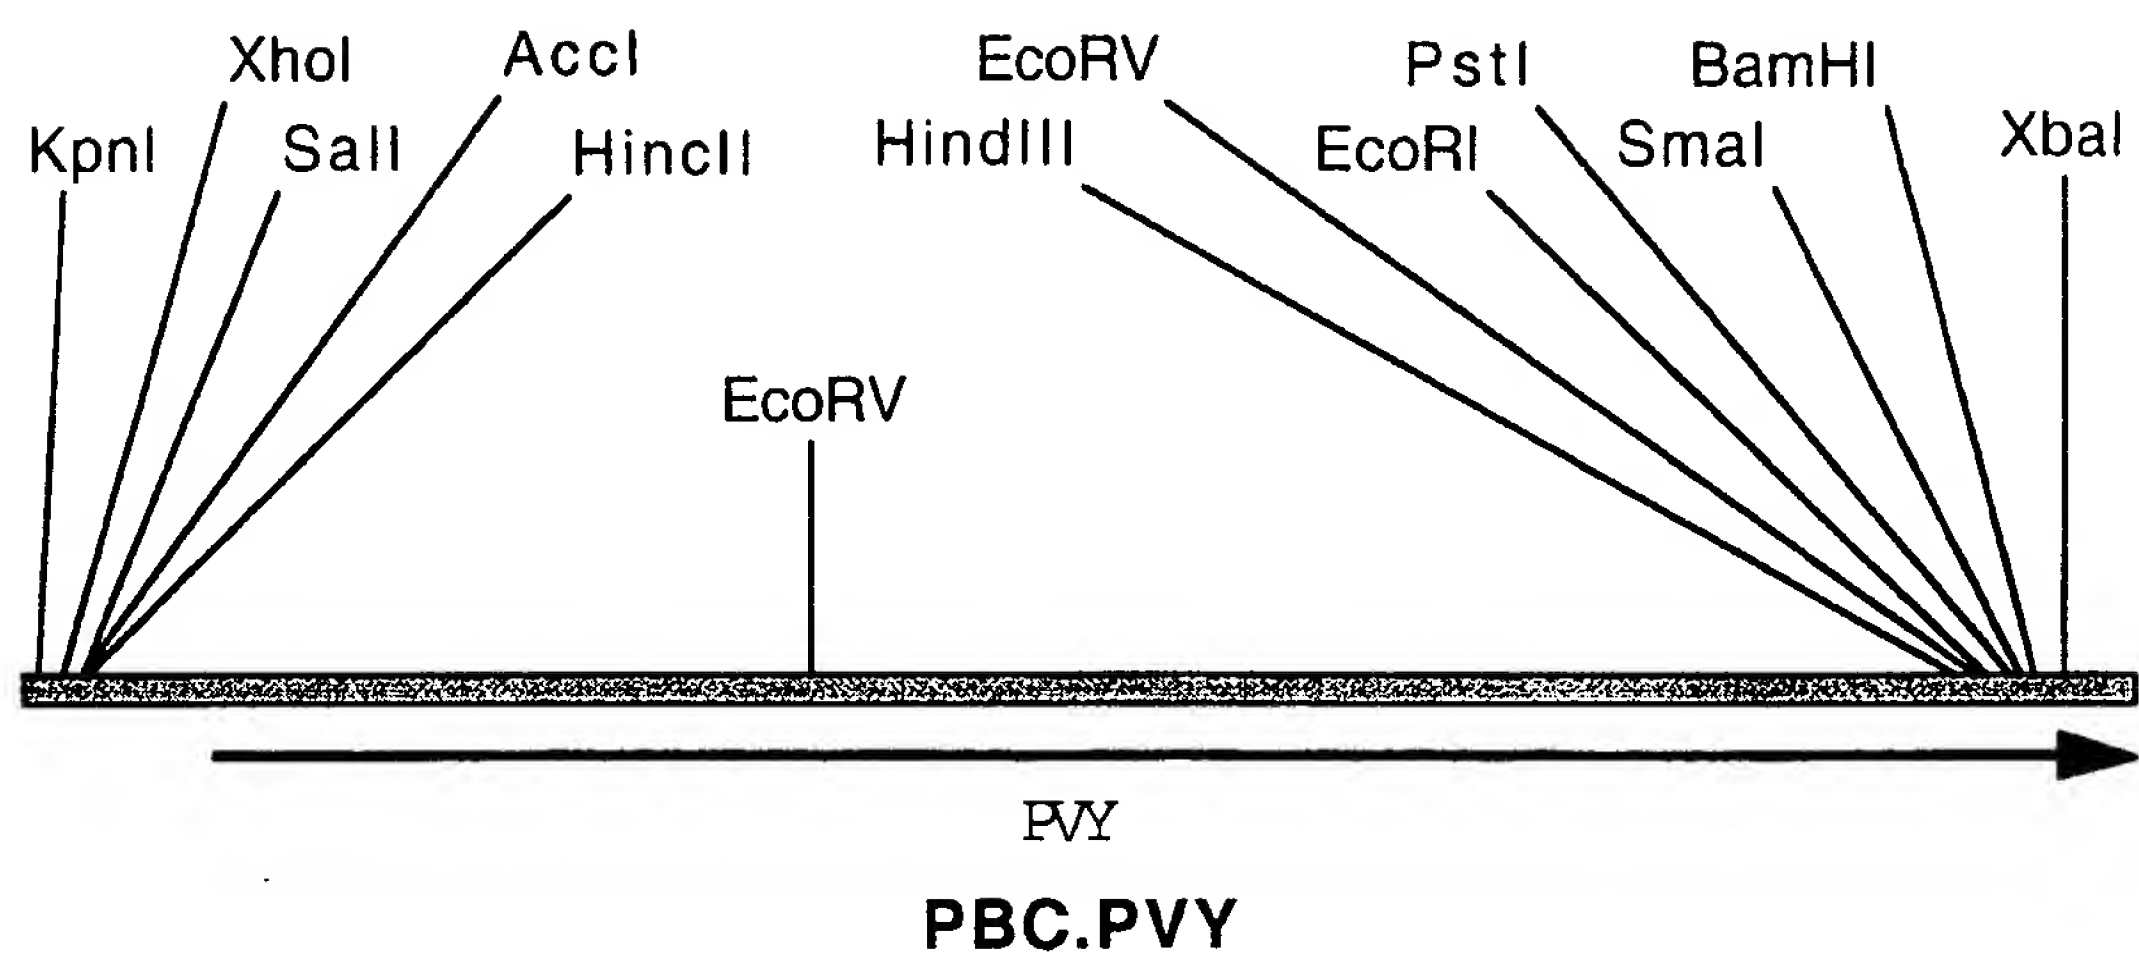 XhoI AccI EcoRV PstI BamHI
KpnI SalI HincII HindIII EcoRI SmaI XbaI
EcoRV
PVY
PBC.PVY